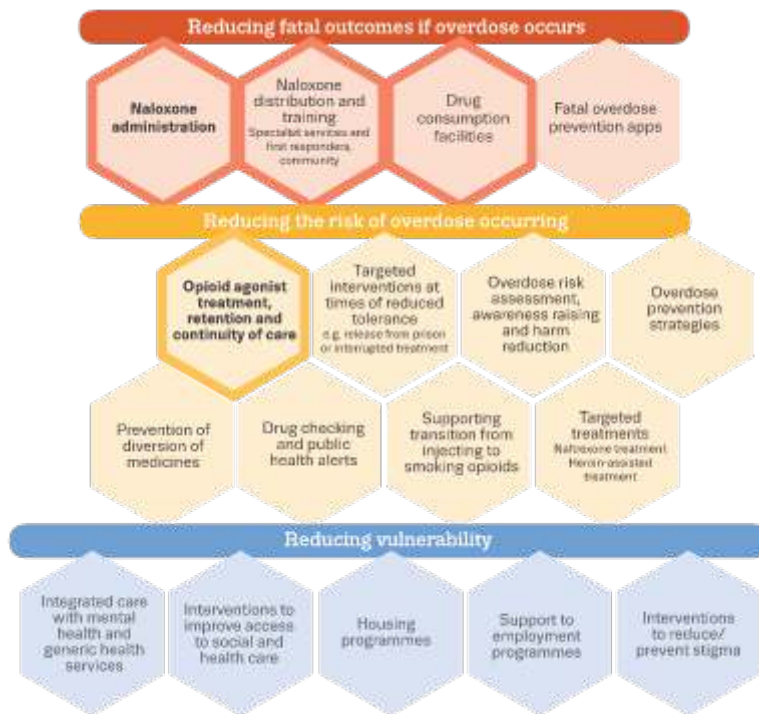 Reducing fatal outcomes if overdose occurs
Naloxone
administration
Naloxone
distribution and
training
Specialist services and
first responders,
community
Drug
consumption
facilities
Fatal overdose
prevention apps
Reducing the risk of overdose occurring
Opioid agonist
treatment,
retention and
continuity of care
Targeted
interventions at
times of reduced
tolerance
e.g. release from prison
or interrupted treatment
Overdose risk
assessment,
awareness raising
and harm
reduction
Overdose
prevention
strategies
Prevention of
diversion of
medicines
Drug checking
and public
health alerts
Supporting
transition from
injecting to
smoking opioids
Targeted
treatments
Naltrexone treatment
Heroin-assisted
treatment
Reducing vulnerability
Integrated care
with mental
health and
generic health
services
Interventions to
improve access
to social and
health care
Housing
programmes
Support to
employment
programmes
Interventions
to reduce/
prevent stigma